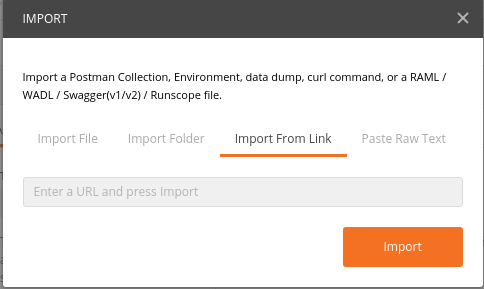 IMPORT
Import a Postman Collection, Environment, data dump, curl command, or a RAML /
WADL / Swagger(v1/v2) / Runscope file.
Import File Import Folder Import From Link Paste Raw Text
Enter a URL and press Import
Import